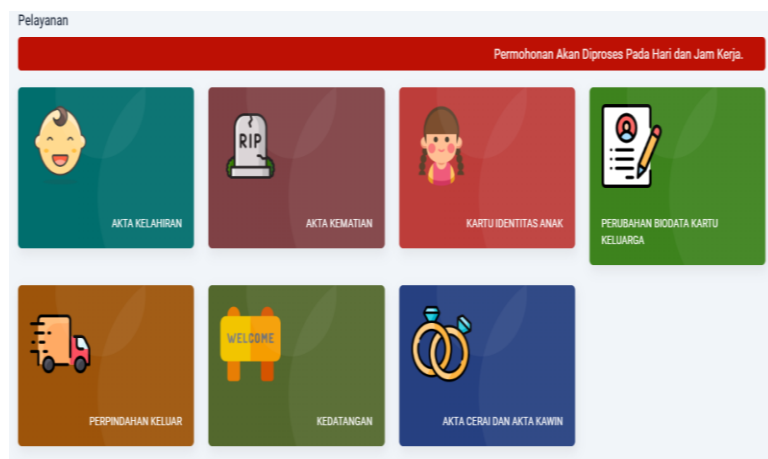 Pelayanan
Permohonan Akan Diproses Pada Hari dan Jam Kerja.
RIP
AKTA KELAHIRAN
AKTA KEMATIAN
KARTU IDENTITAS ANAK
PERUBAHAN BIODATA KARTU
KELUARGA
WELCOME
PERPINDAHAN KELUAR
KEDATANGAN
AKTA CERAI DAN AKTA KAWIN